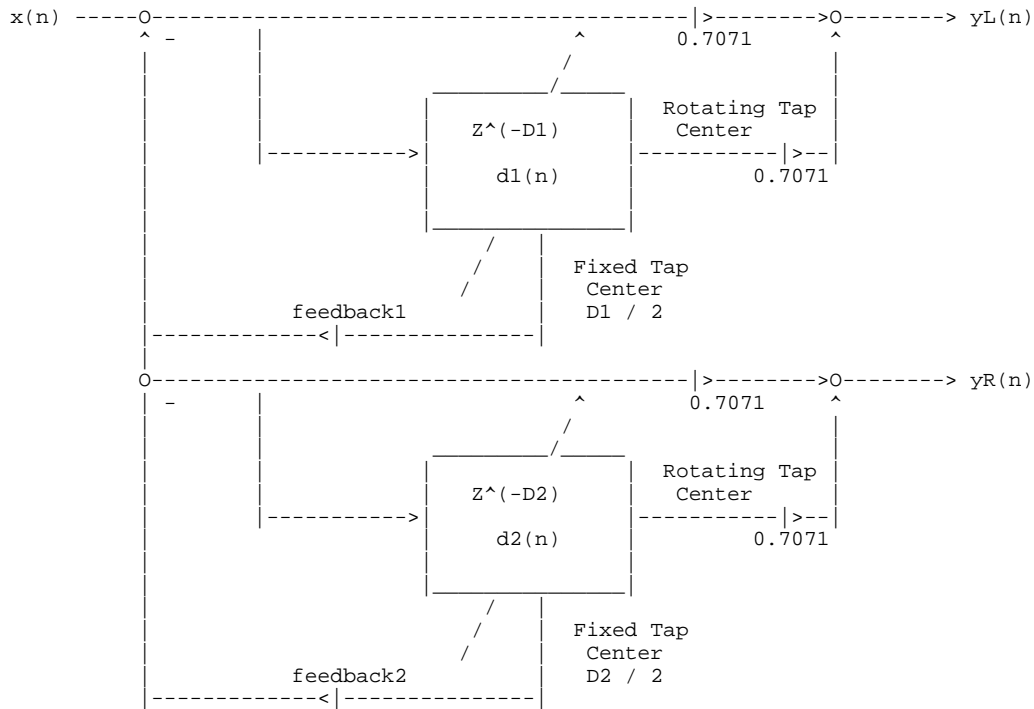 x(n) -----O--------------------------------------------|>-------->O--------> yL(n)
-
0.7071
Rotating Tap
Z^(-D1)
Center
d1(n)
0.7071
Fixed Tap
Center
feedback1
D1 / 2
O--------------------------------------------|>-------->O--------> yR(n)
-
0.7071
Rotating Tap
Z^(-D2)
Center
d2(n)
0.7071
Fixed Tap
Center
feedback2
D2 / 2